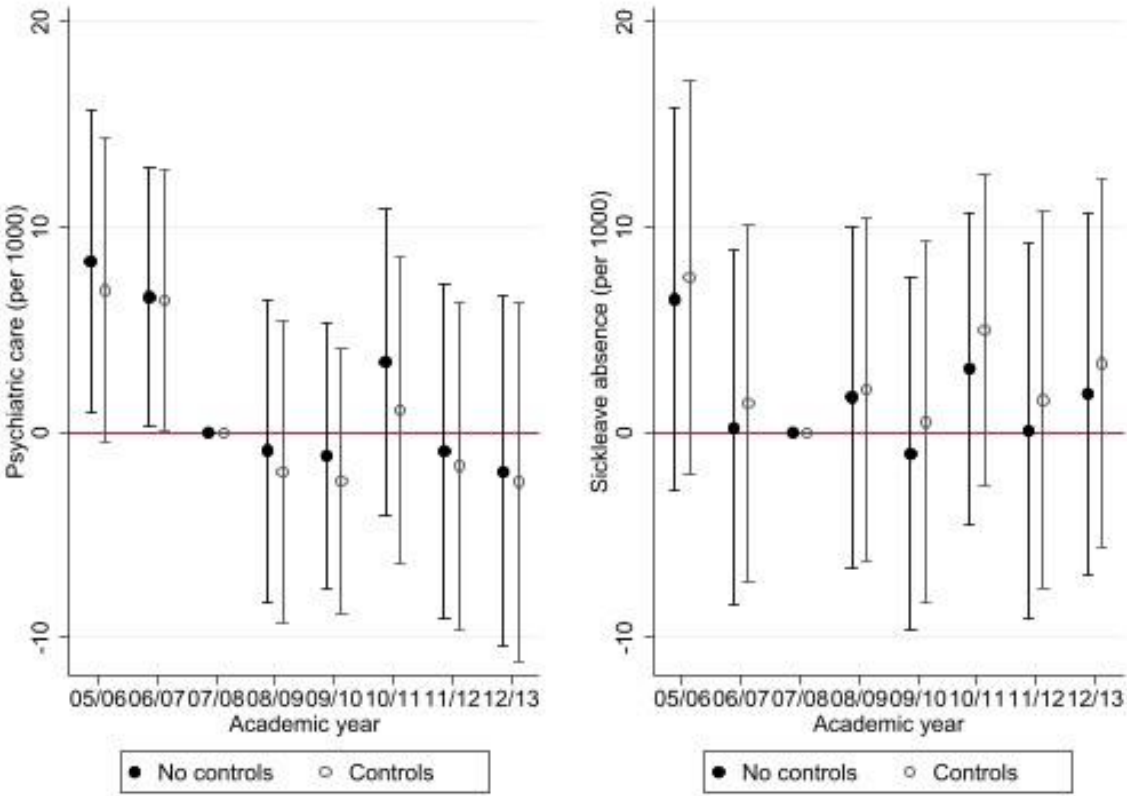 20
10
0
-10
Psychiatric care (per 1000)
05/06 06/07 07/08 08/09 09/10 10/11 11/12 12/13
Academic year
No controls Controls
20
10
0
-10
Sickleave absence (per 1000)
05/06 06/07 07/08 08/09 09/10 10/11 11/12 12/13
Academic year
No controls Controls